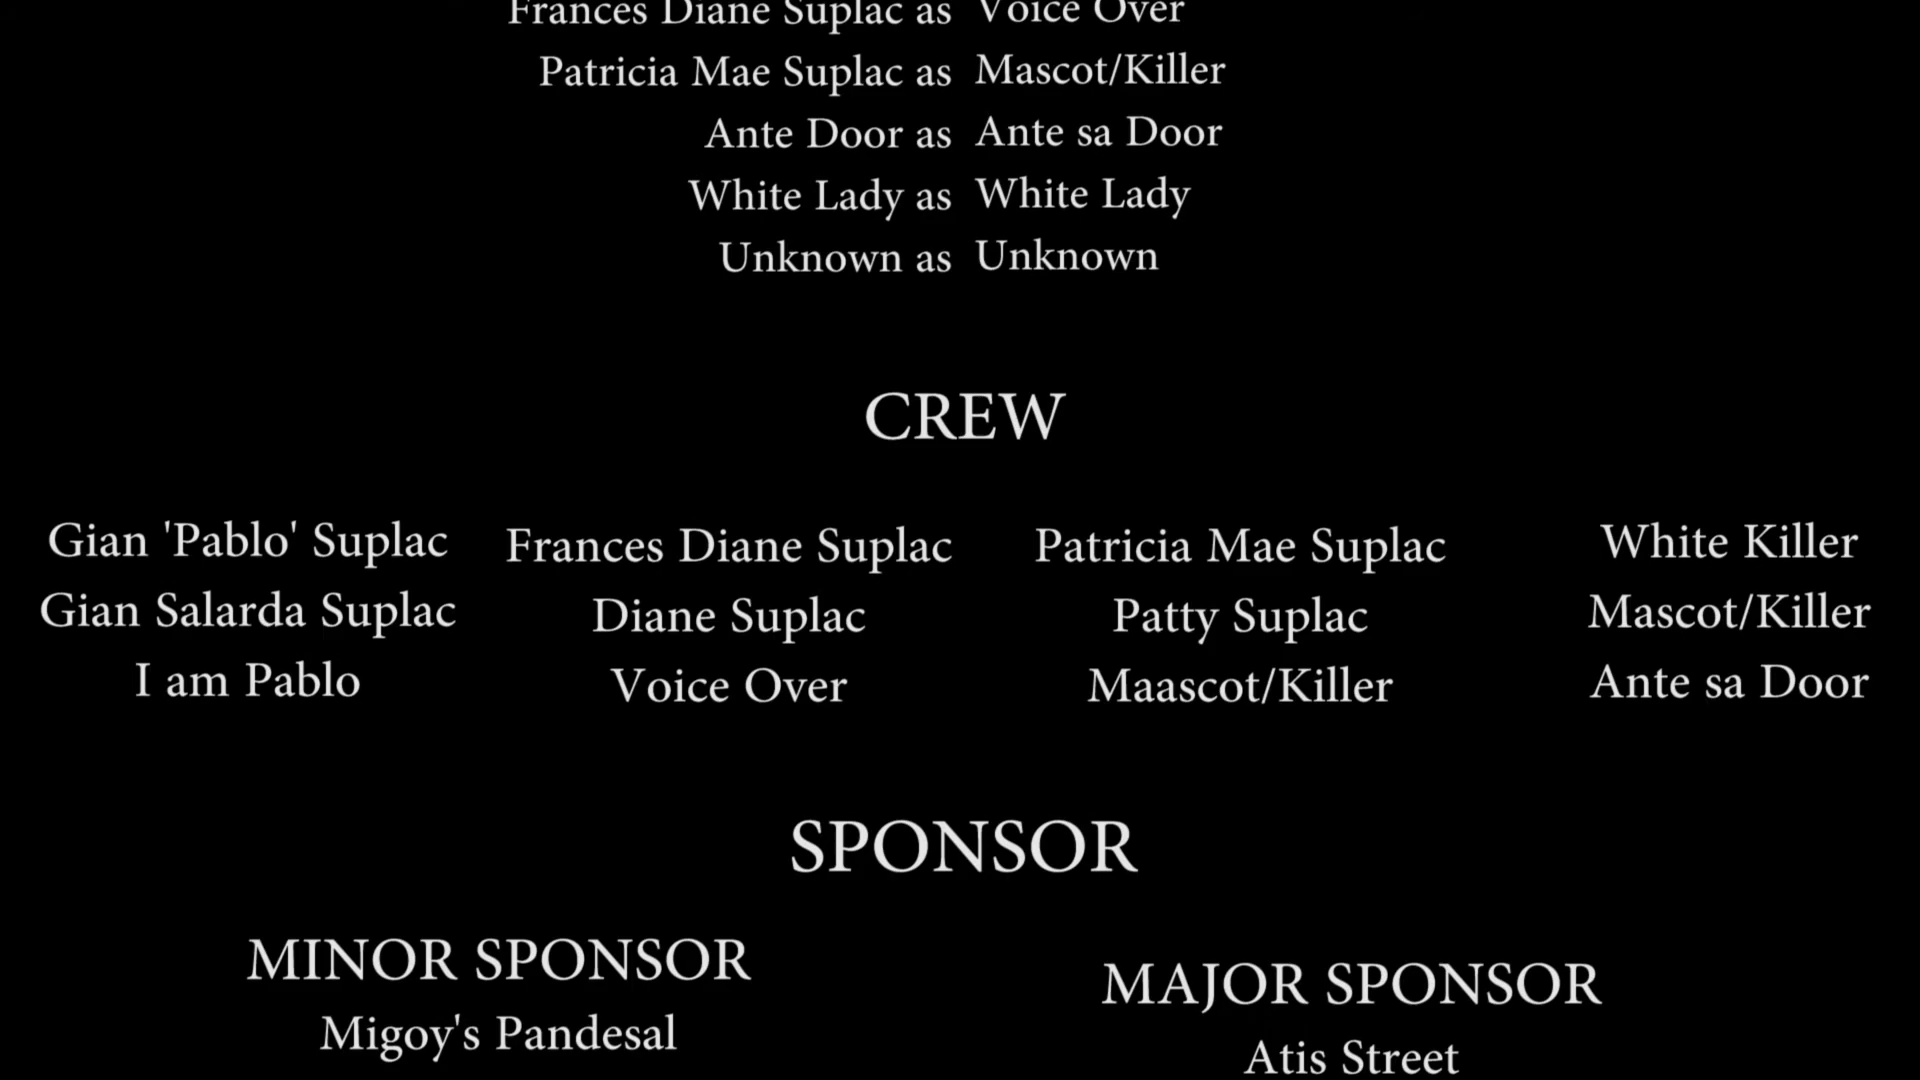 Frances Diane Suplac as Voice Over
Patricia Mae Suplac as Mascot/Killer
Ante Door as Ante sa Door
White Lady as White Lady
Unknown as Unknown
CREW
Gian 'Pablo' Suplac
Gian Salarda Suplac
I am Pablo
Frances Diane Suplac
Diane Suplac
Voice Over
Patricia Mae Suplac
Patty Suplac
Maascot/Killer
White Killer
Mascot/Killer
Ante sa Door
SPONSOR
MINOR SPONSOR
Migoy's Pandesal
MAJOR SPONSOR
Atis Street